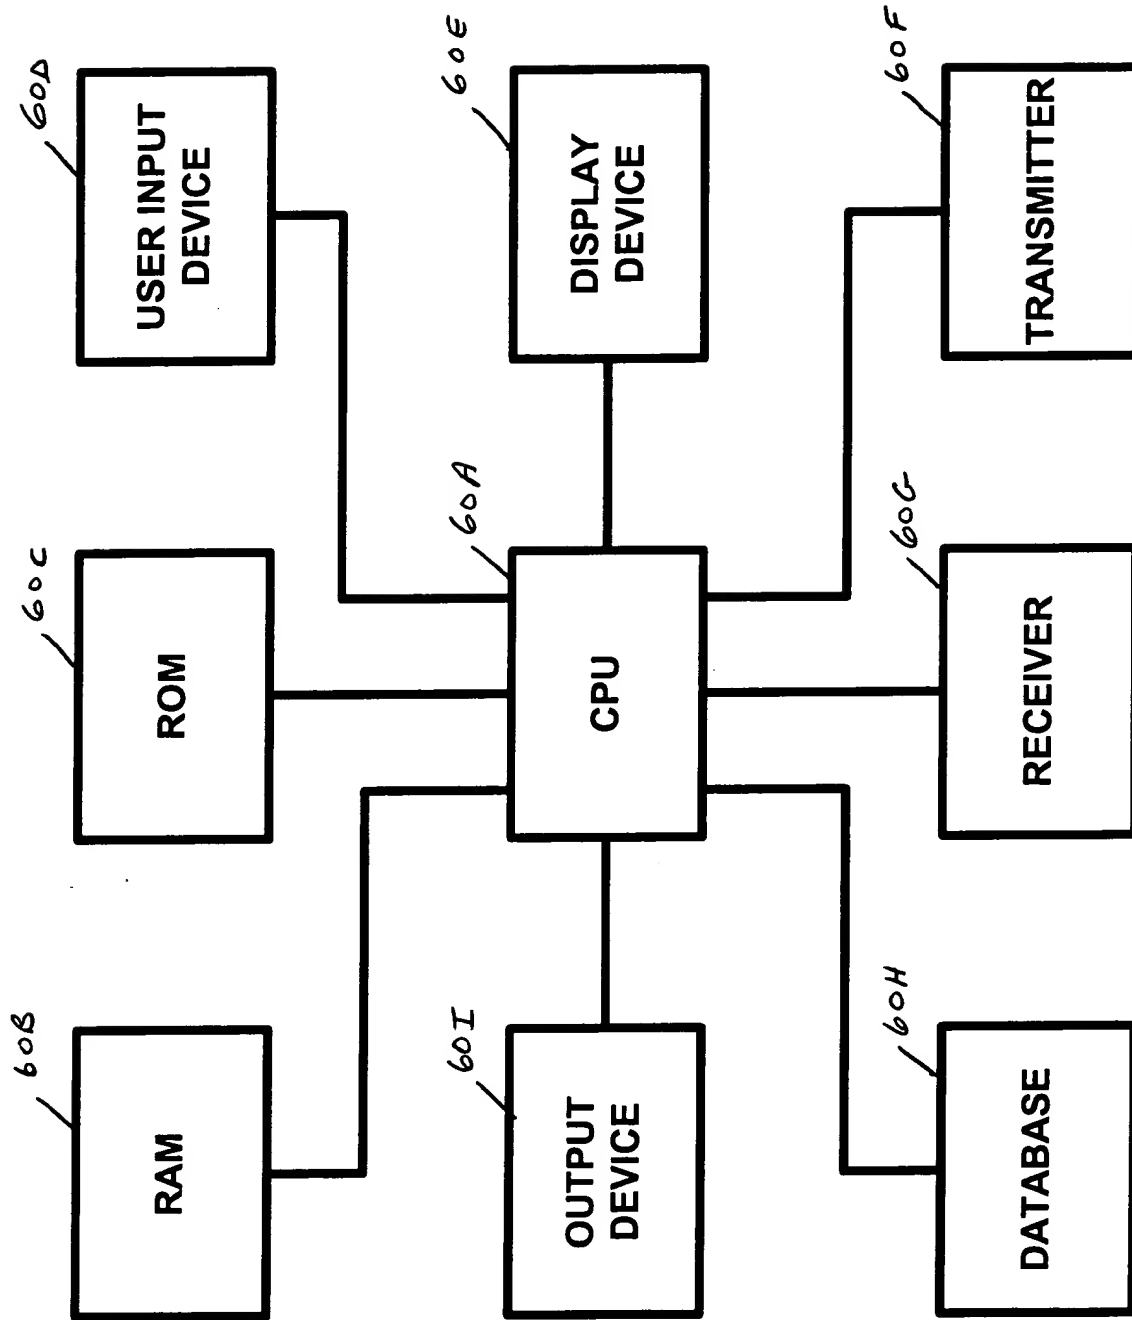 60B
RAM
60C
ROM
60D
USER INPUT
DEVICE
60I
OUTPUT
DEVICE
60A
CPU
60E
DISPLAY
DEVICE
60H
DATABASE
60G
RECEIVER
60F
TRANSMITTER